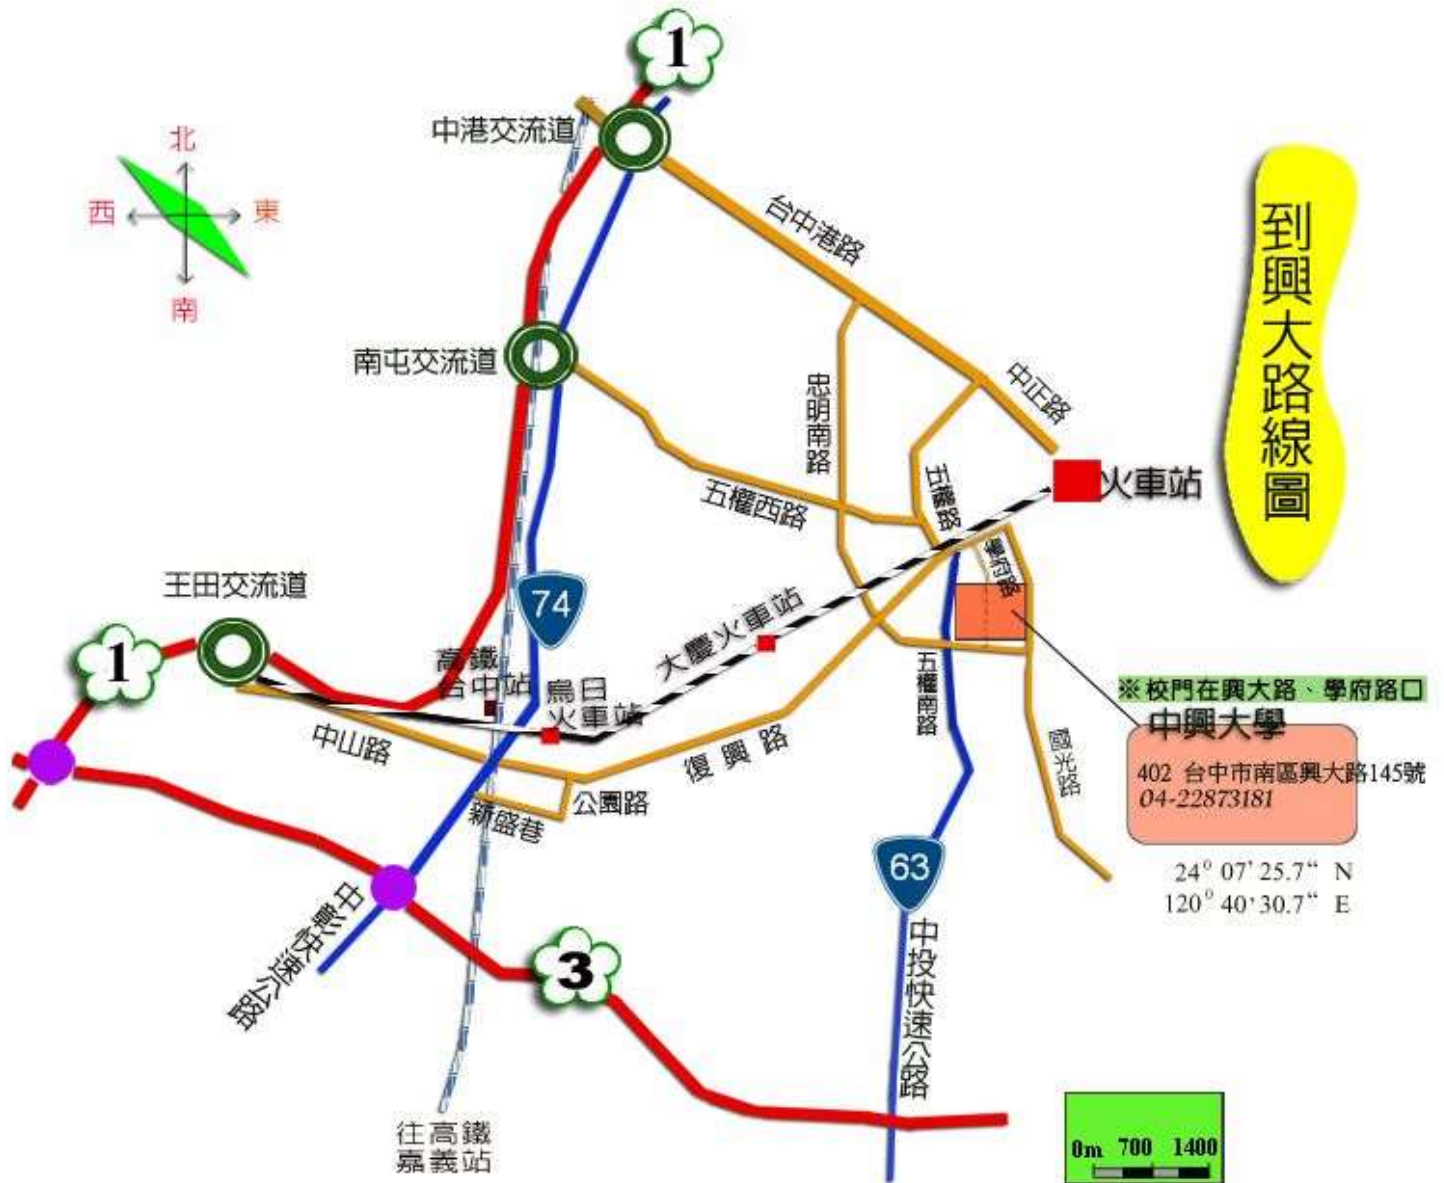 1
中港交流道
北
西
東
南
台中港路
到興大路線圖
南屯交流道
忠明南路
中正路
五權西路
五權路
火車站
學府路
王田交流道
74
1
高鐵
台中站
烏日
火車站
大慶火車站
五權南路
※校門在興大路、學府路口
中興大學
402 台中市南區興大路145號
04-22873181
中山路
復興路
國光路
公園路
新盛巷
63
24° 07' 25.7“ N
120° 40' 30.7“ E
中彰快速公路
3
中投快速公路
往高鐵
嘉義站
0m 700 1400